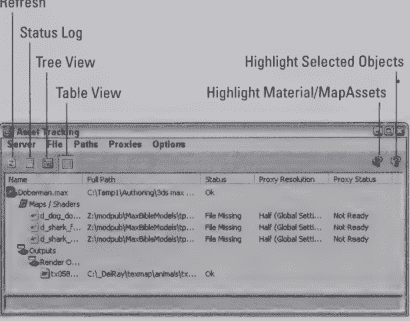 Refresh
Status Log
Tree View
Table View
Highlight Selected Objects
Highlight Material/MapAssets
Asset Tracking
Server File Paths Proxies Options
Name Full Path Status Proxy Resolution Proxy Status
Doberman.max C:\Temp1\Authoring\3ds max ... Ok
Maps / Shaders
d_dog_do... Z:\modpub\MaxBibleModels\tp... File Missing Half (Global Setti... Not Ready
d_shark_f... Z:\modpub\MaxBibleModels\tp... File Missing Half (Global Setti... Not Ready
d_shark_... Z:\modpub\MaxBibleModels\tp... File Missing Half (Global Setti... Not Ready
Outputs
Render O...
tx058... C:\_DelRay\texmap\animals\tx... Ok